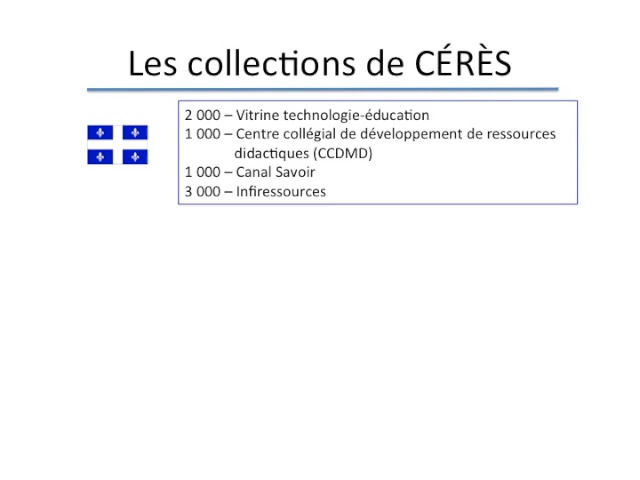 Les collections de CÉRÈS
2 000 – Vitrine technologie-éducation
1 000 – Centre collégial de développement de ressources
didactiques (CCDMD)
1 000 – Canal Savoir
3 000 – Infiressources